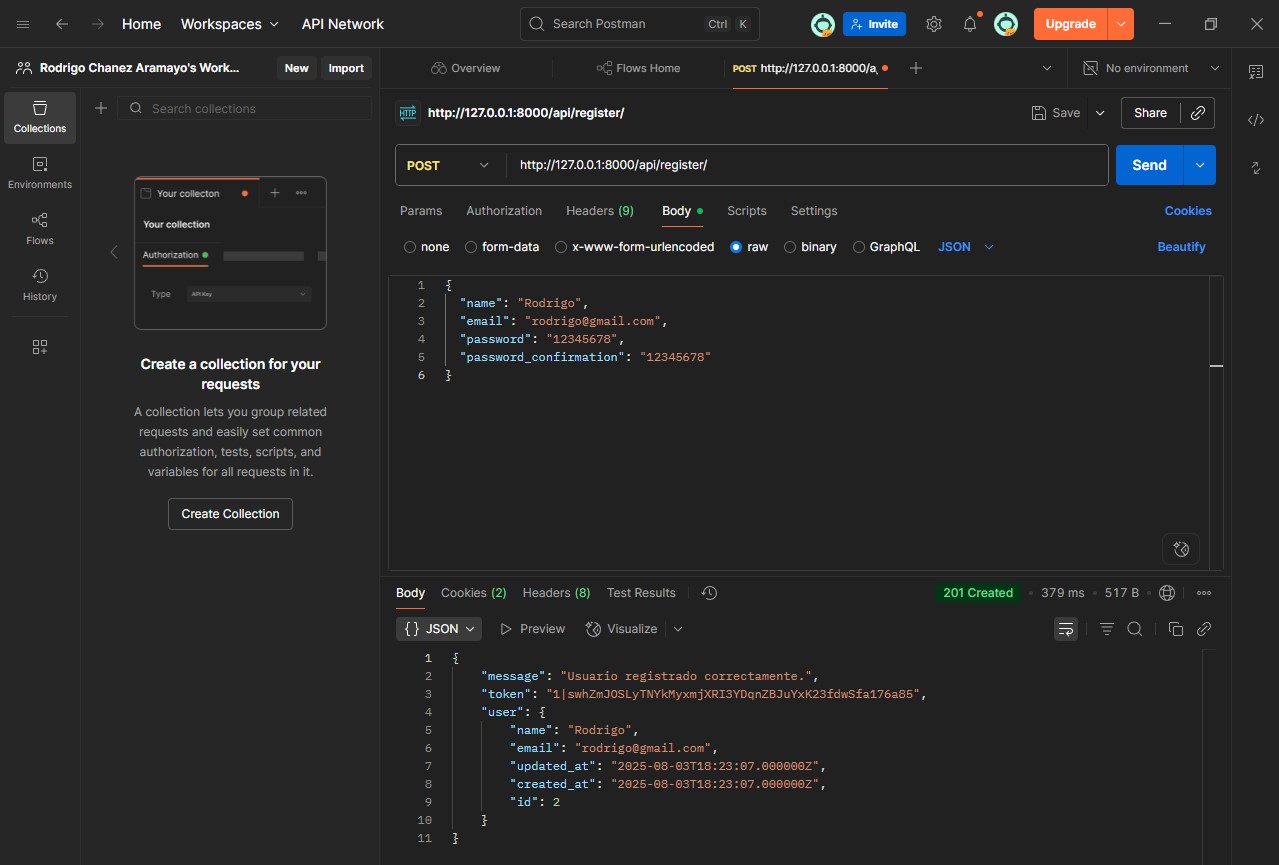 Home Workspaces API Network Search Postman Ctrl K Invite Upgrade
Rodrigo Chanez Aramayo's Work... New Import
Overview Flows Home POST http://127.0.0.1:8000/a No environment
Collections
Environments
Flows
History
Search collections
Your collecton
Your collection
Authorization
Type API Key
Create a collection for your
requests
A collection lets you group related
requests and easily set common
authorization, tests, scripts, and
variables for all requests in it.
Create Collection
HTTP http://127.0.0.1:8000/api/register/ Save Share
POST http://127.0.0.1:8000/api/register/ Send
Params Authorization Headers (9) Body Scripts Settings Cookies
none form-data x-www-form-urlencoded raw binary GraphQL JSON Beautify
1 {
2 "name": "Rodrigo",
3 "email": "rodrigo@gmail.com",
4 "password": "12345678",
5 "password_confirmation": "12345678"
6 }
Body Cookies (2) Headers (8) Test Results 201 Created 379 ms 517 B
{} JSON Preview Visualize
1 {
2 "message": "Usuario registrado correctamente.",
3 "token": "1|swhZmJOSLyTNYkMyxmjXRI3YDqnZBJuYxK23fdwSfa176a85",
4 "user": {
5 "name": "Rodrigo",
6 "email": "rodrigo@gmail.com",
7 "updated_at": "2025-08-03T18:23:07.000000Z",
8 "created_at": "2025-08-03T18:23:07.000000Z",
9 "id": 2
10 }
11 }